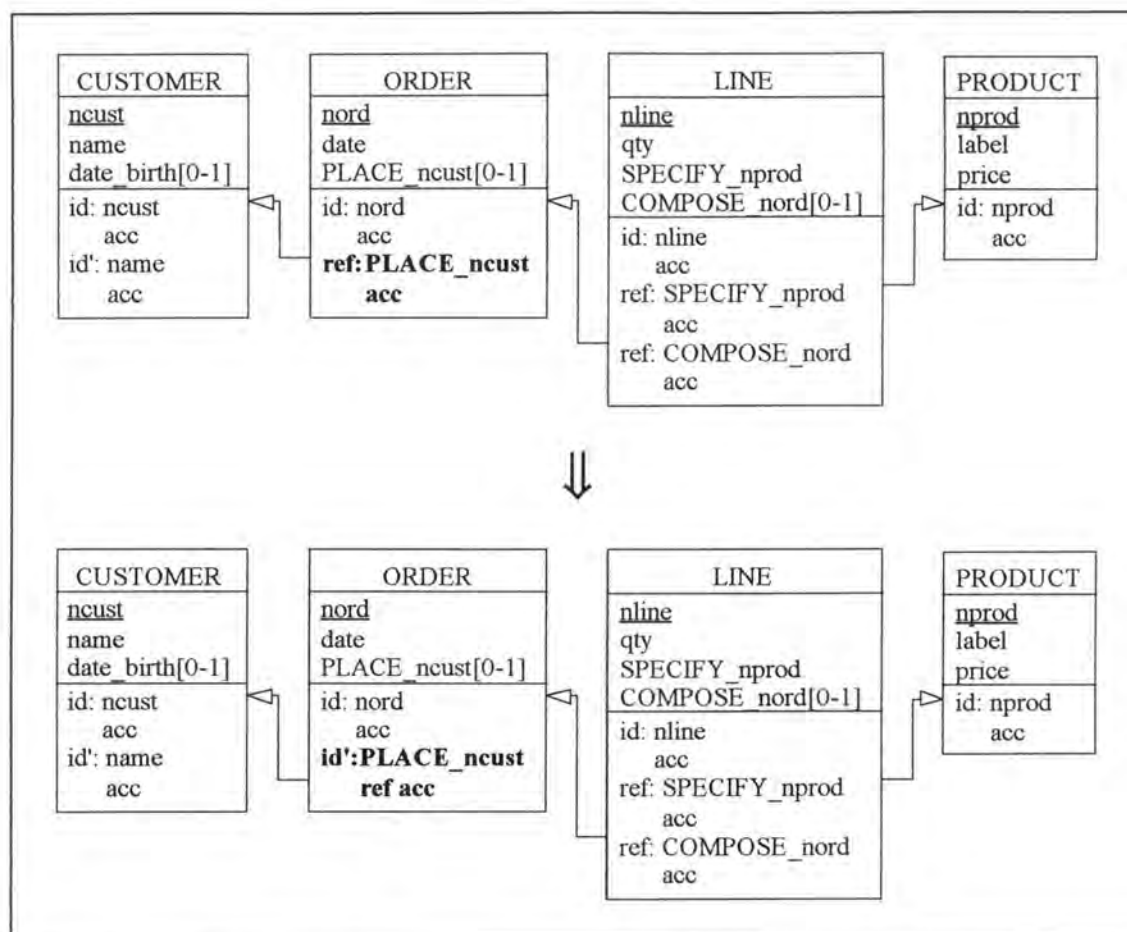 CUSTOMER
ncust
name
date_birth[0-1]
id: ncust
acc
id': name
acc
ORDER
nord
date
PLACE_ncust[0-1]
id: nord
acc
ref:PLACE_ncust
acc
LINE
nline
qty
SPECIFY_nprod
COMPOSE_nord[0-1]
id: nline
acc
ref: SPECIFY_nprod
acc
ref: COMPOSE_nord
acc
PRODUCT
nprod
label
price
id: nprod
acc
⇓
CUSTOMER
ncust
name
date_birth[0-1]
id: ncust
acc
id': name
acc
ORDER
nord
date
PLACE_ncust[0-1]
id: nord
acc
id':PLACE_ncust
ref acc
LINE
nline
qty
SPECIFY_nprod
COMPOSE_nord[0-1]
id: nline
acc
ref: SPECIFY_nprod
acc
ref: COMPOSE_nord
acc
PRODUCT
nprod
label
price
id: nprod
acc